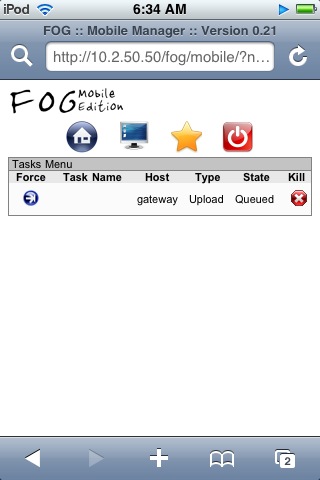 iPod 6:34 AM
FOG :: Mobile Manager :: Version 0.21
http://10.2.50.50/fog/mobile/?n...
FOG Mobile
Edition
Tasks Menu
Force Task Name Host Type State Kill
gateway Upload Queued
2